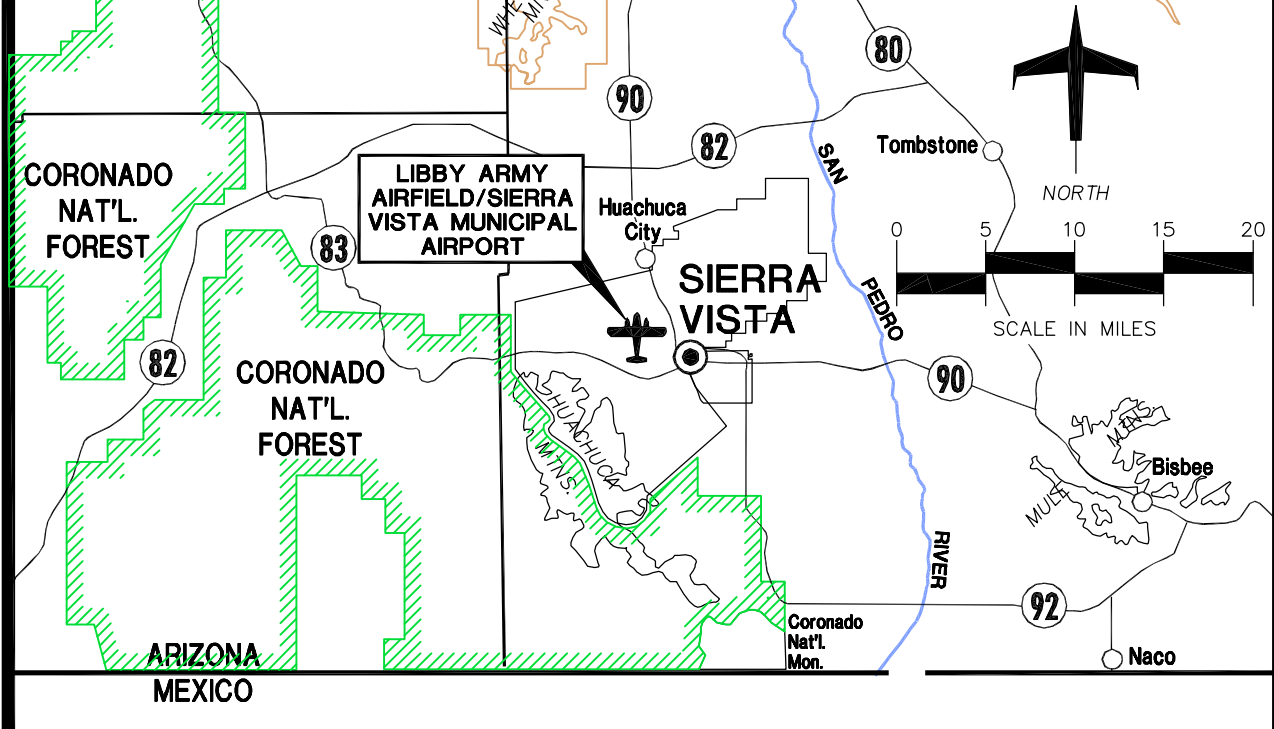 WHE
MT
80
90
82
SAN
Tombstone
NORTH
CORONADO
NAT'L.
FOREST
LIBBY ARMY
AIRFIELD/SIERRA
VISTA MUNICIPAL
AIRPORT
Huachuca
City
83
0 5 10 15 20
SCALE IN MILES
SIERRA
VISTA
PEDRO
82
CORONADO
NAT'L.
FOREST
90
HUACHUCA
MTNS.
MTNS.
MULE
Bisbee
RIVER
92
Coronado
Nat'l.
Mon.
Naco
ARIZONA
MEXICO